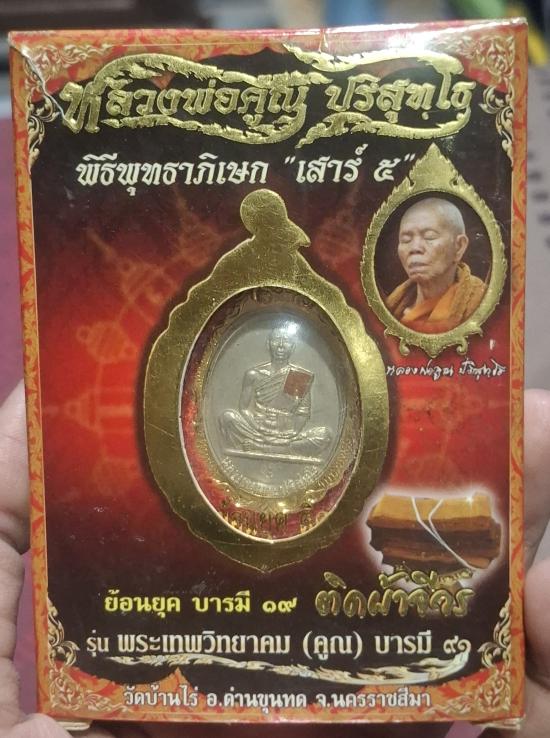 หลวงพ่อคูณ ปริสุทฺโธ
พิธีพุทธาภิเษก "เสาร์ ๕"
หลวงพ่อคูณ ปริสุทโธ
ย้อนยุค บารมี ๑๙ ติดผ้าจีวร
รุ่น พระเทพวิทยาคม (คูณ) บารมี ๙๑
วัดบ้านไร่ อ.ด่านขุนทด จ.นครราชสีมา